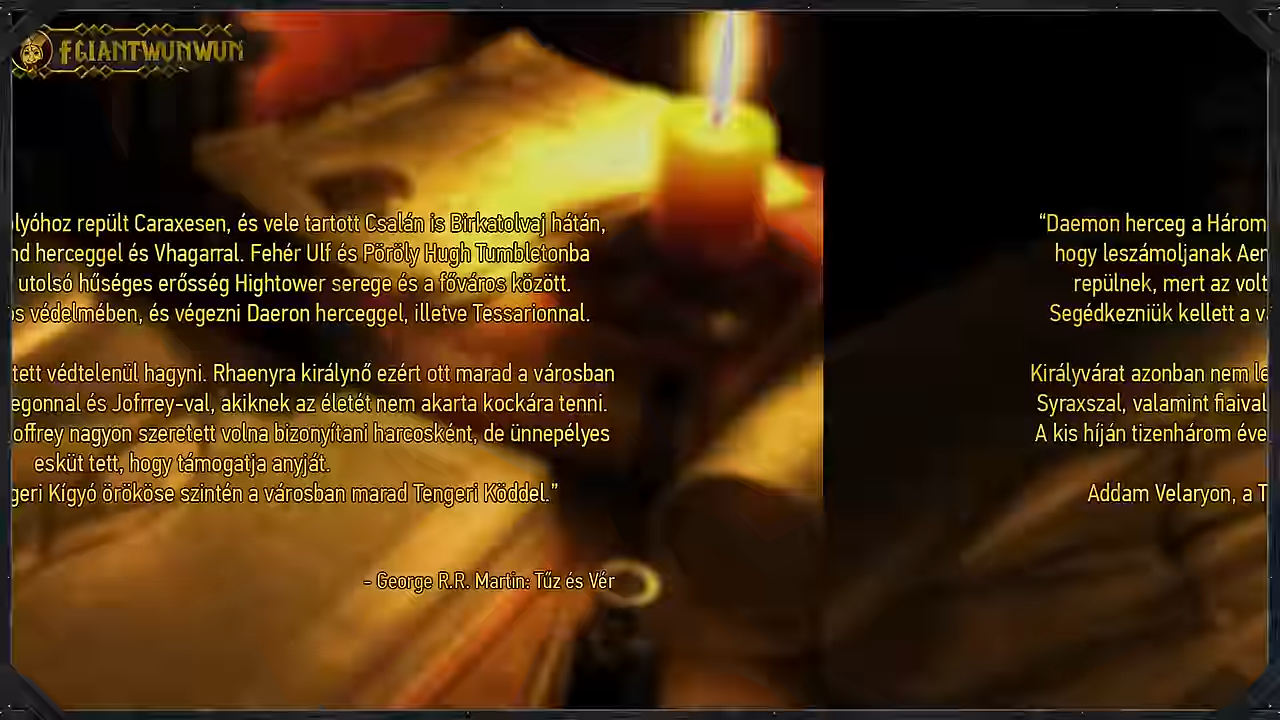 fGIANTWUNWUN
lyóhoz repült Caraxesen, és vele tartott Csalán is Birkatolvaj hátán,
nd herceggel és Vhagarral. Fehér Ulf és Pöröly Hugh Tumbletonba
utolsó hűséges erősség Hightower serege és a főváros között.
s védelmében, és végezni Daeron herceggel, illetve Tessarionnal.
tett védtelenül hagyni. Rhaenyra királynő ezért ott marad a városban
egonnal és Jofrrey-val, akiknek az életét nem akarta kockára tenni.
offrey nagyon szeretett volna bizonyítani harcosként, de ünnepélyes
esküt tett, hogy támogatja anyját.
geri Kígyó örököse szintén a városban marad Tengeri Köddel.”
- George R.R. Martin: Tűz és Vér
“Daemon herceg a Három
hogy leszámoljanak Aer
repülnek, mert az volt
Segédkezniük kellett a v
Királyvárat azonban nem le
Syraxszal, valamint fiaival
A kis híján tizenhárom éve
Addam Velaryon, a T